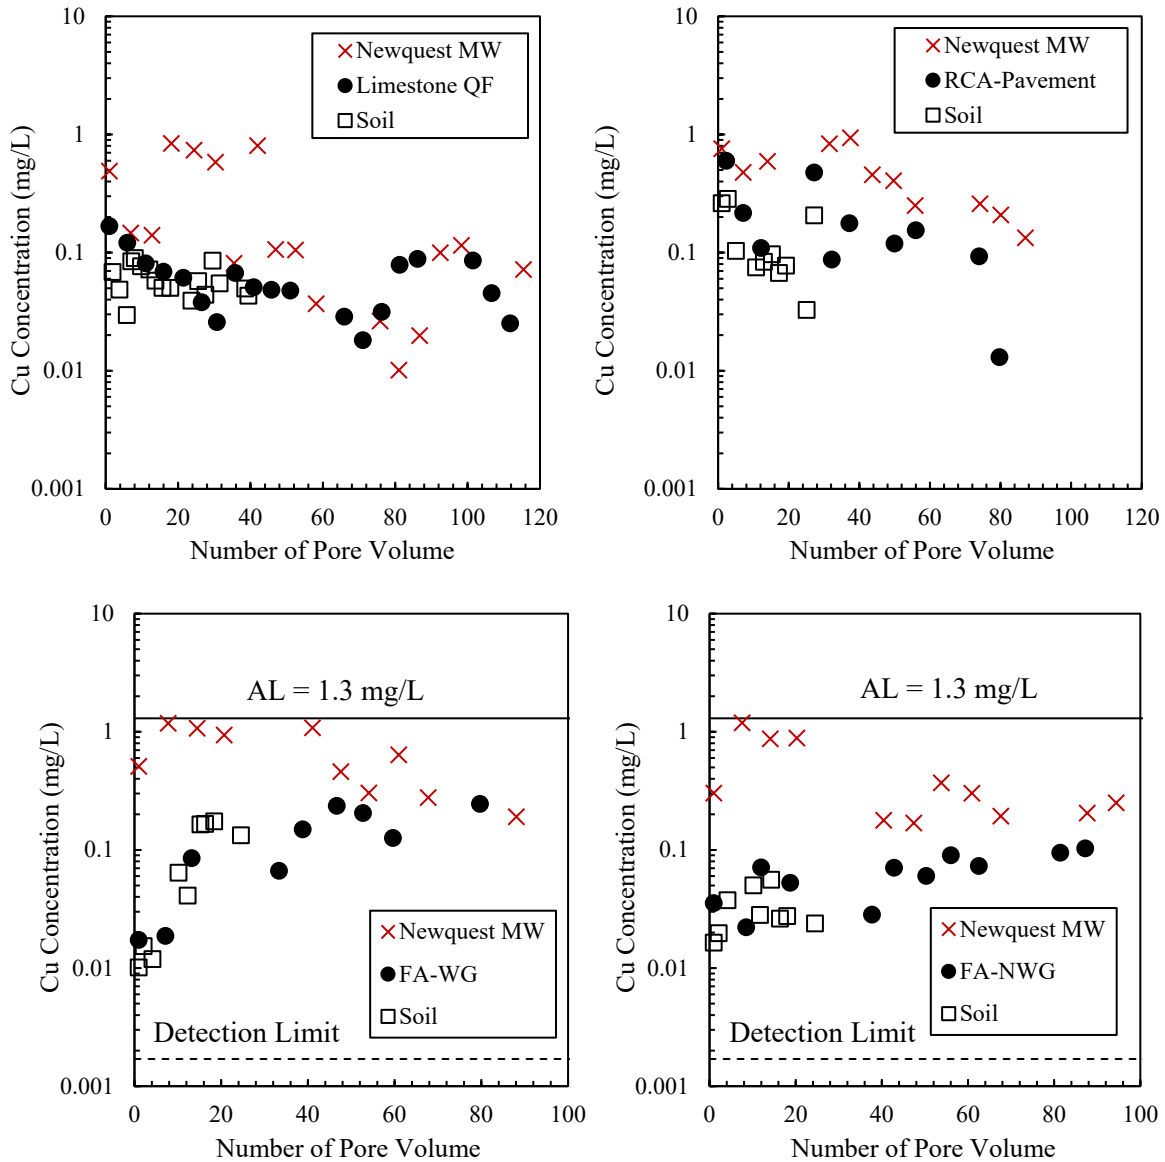 10
1
0.1
0.01
0.001
Cu Concentration (mg/L)
Newquest MW
Limestone QF
Soil
0 20 40 60 80 100 120
Number of Pore Volume
10
1
0.1
0.01
0.001
Cu Concentration (mg/L)
Newquest MW
RCA-Pavement
Soil
0 20 40 60 80 100 120
Number of Pore Volume
10
1
0.1
0.01
0.001
Cu Concentration (mg/L)
AL = 1.3 mg/L
Newquest MW
FA-WG
Soil
Detection Limit
0 20 40 60 80 100
Number of Pore Volume
10
1
0.1
0.01
0.001
Cu Concentration (mg/L)
AL = 1.3 mg/L
Newquest MW
FA-NWG
Soil
Detection Limit
0 20 40 60 80 100
Number of Pore Volume